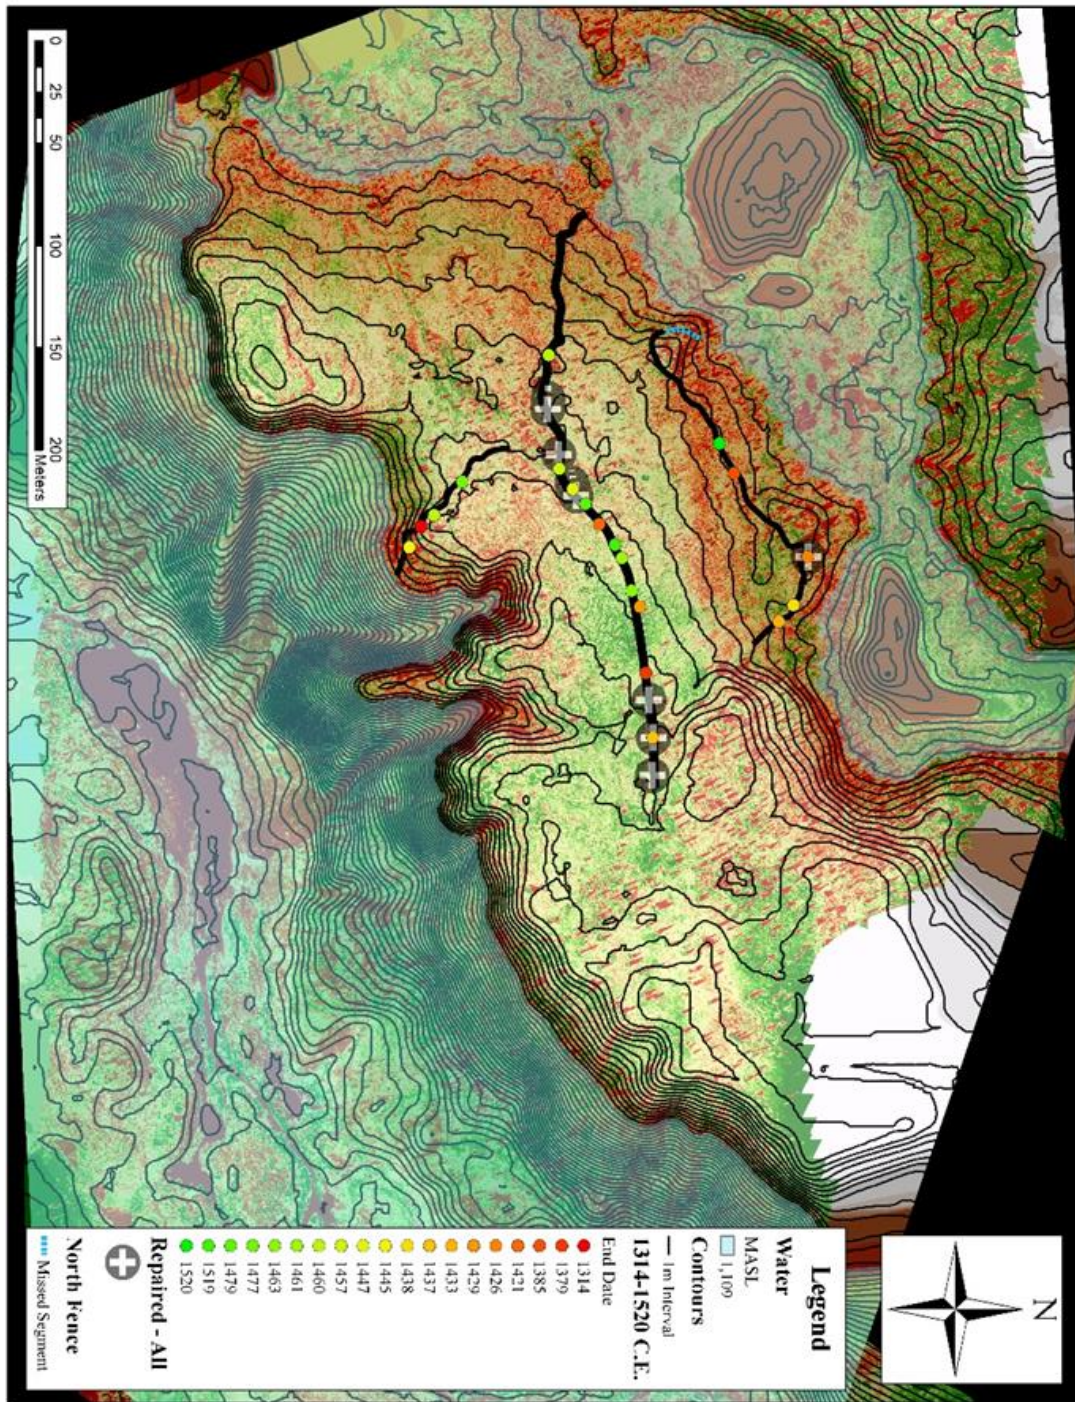 N
Legend
Water
MASL
1,109
Contours
1m Interval
1314-1520 C.E.
End Date
1314
1379
1385
1421
1426
1429
1433
1437
1438
1445
1447
1457
1460
1461
1463
1477
1479
1519
1520
Repaired - All
North Fence
Missed Segment
0 25 50 100 150 200
Meters